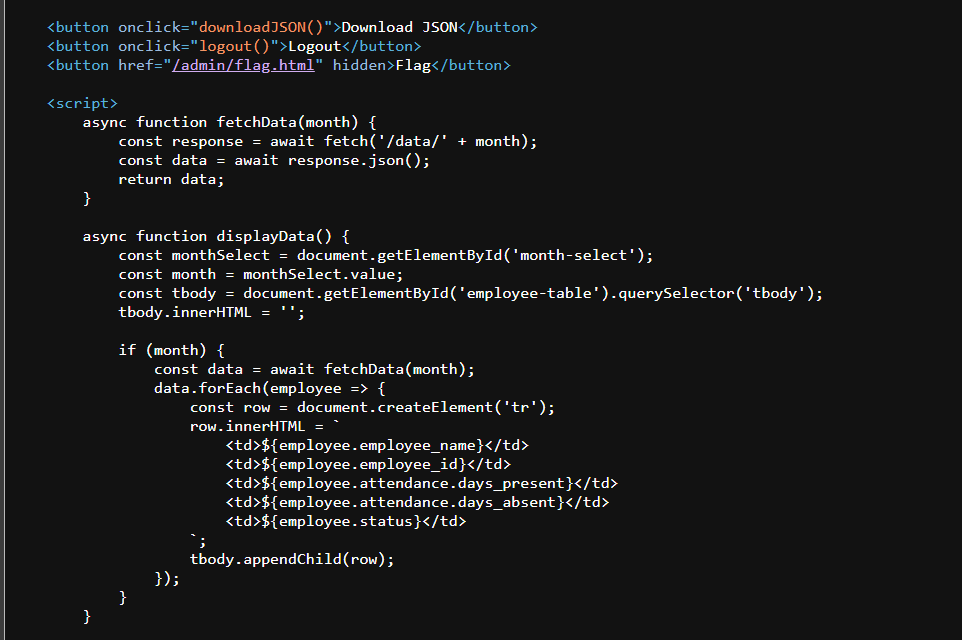 <button onclick="downloadJSON()">Download JSON</button>
<button onclick="logout()">Logout</button>
<button href="/admin/flag.html" hidden>Flag</button>

<script>
    async function fetchData(month) {
        const response = await fetch('/data/' + month);
        const data = await response.json();
        return data;
    }

    async function displayData() {
        const monthSelect = document.getElementById('month-select');
        const month = monthSelect.value;
        const tbody = document.getElementById('employee-table').querySelector('tbody');
        tbody.innerHTML = '';

        if (month) {
            const data = await fetchData(month);
            data.forEach(employee => {
                const row = document.createElement('tr');
                row.innerHTML = `
                    <td>${employee.employee_name}</td>
                    <td>${employee.employee_id}</td>
                    <td>${employee.attendance.days_present}</td>
                    <td>${employee.attendance.days_absent}</td>
                    <td>${employee.status}</td>
                `;
                tbody.appendChild(row);
            });
        }
    }